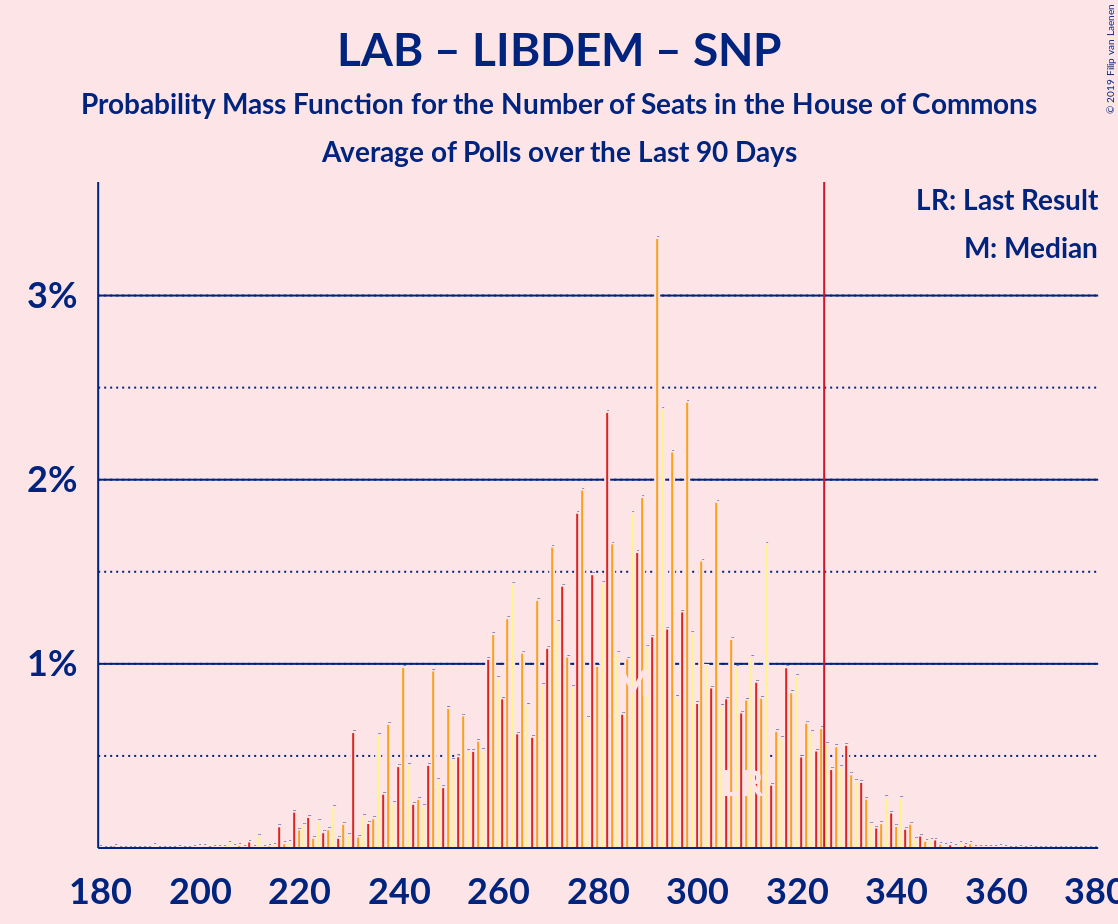 LAB – LIBDEM – SNP
Probability Mass Function for the Number of Seats in the House of Commons
Average of Polls over the Last 90 Days
© 2019 Filip van Laenen
LR: Last Result
M: Median
3%
2%
1%
M
LR
180 200 220 240 260 280 300 320 340 360 380